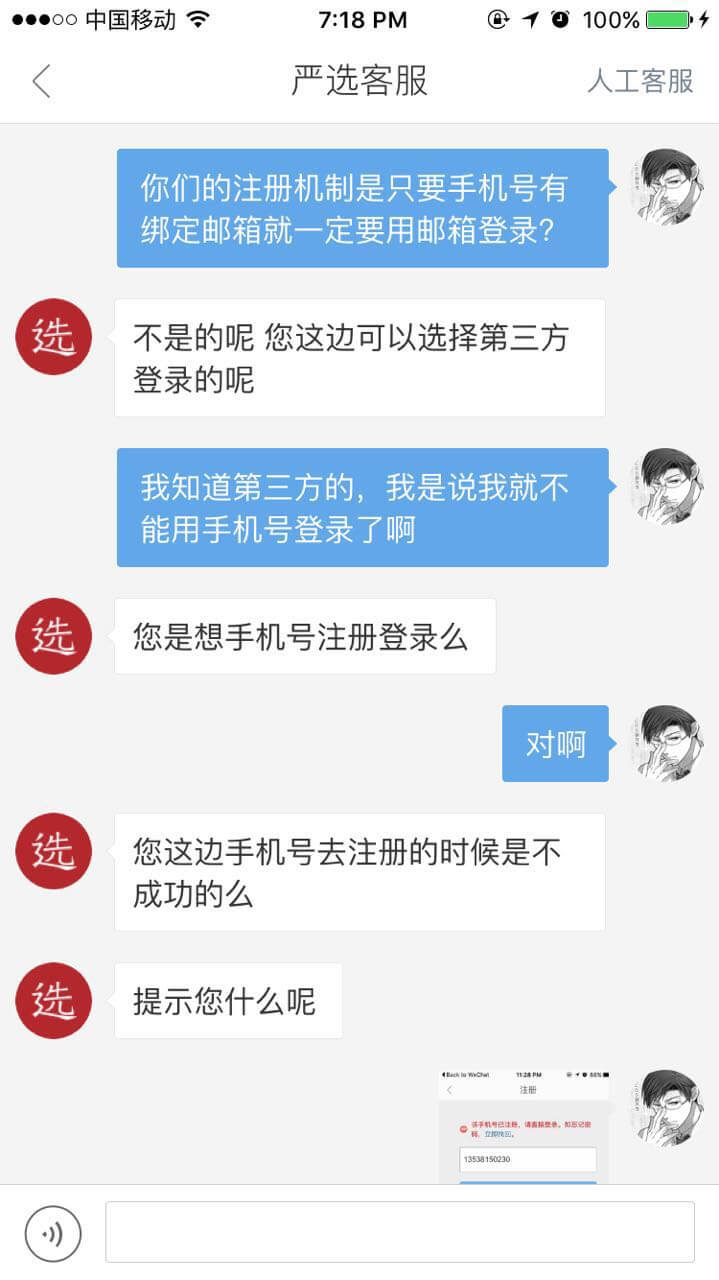 中国移动
7:18 PM
100%
严选客服
人工客服
你们的注册机制是只要手机号有
绑定邮箱就一定要用邮箱登录？
选
不是的呢 您这边可以选择第三方
登录的呢
我知道第三方的，我是说我就不
能用手机号登录了啊
选
您是想手机号注册登录么
对啊
选
您这边手机号去注册的时候是不
成功的么
选
提示您什么呢
Back to WeChat
11:28 PM
注册
该手机号已注册，请直接登录。如忘记密
码，立即找回。
13538150230